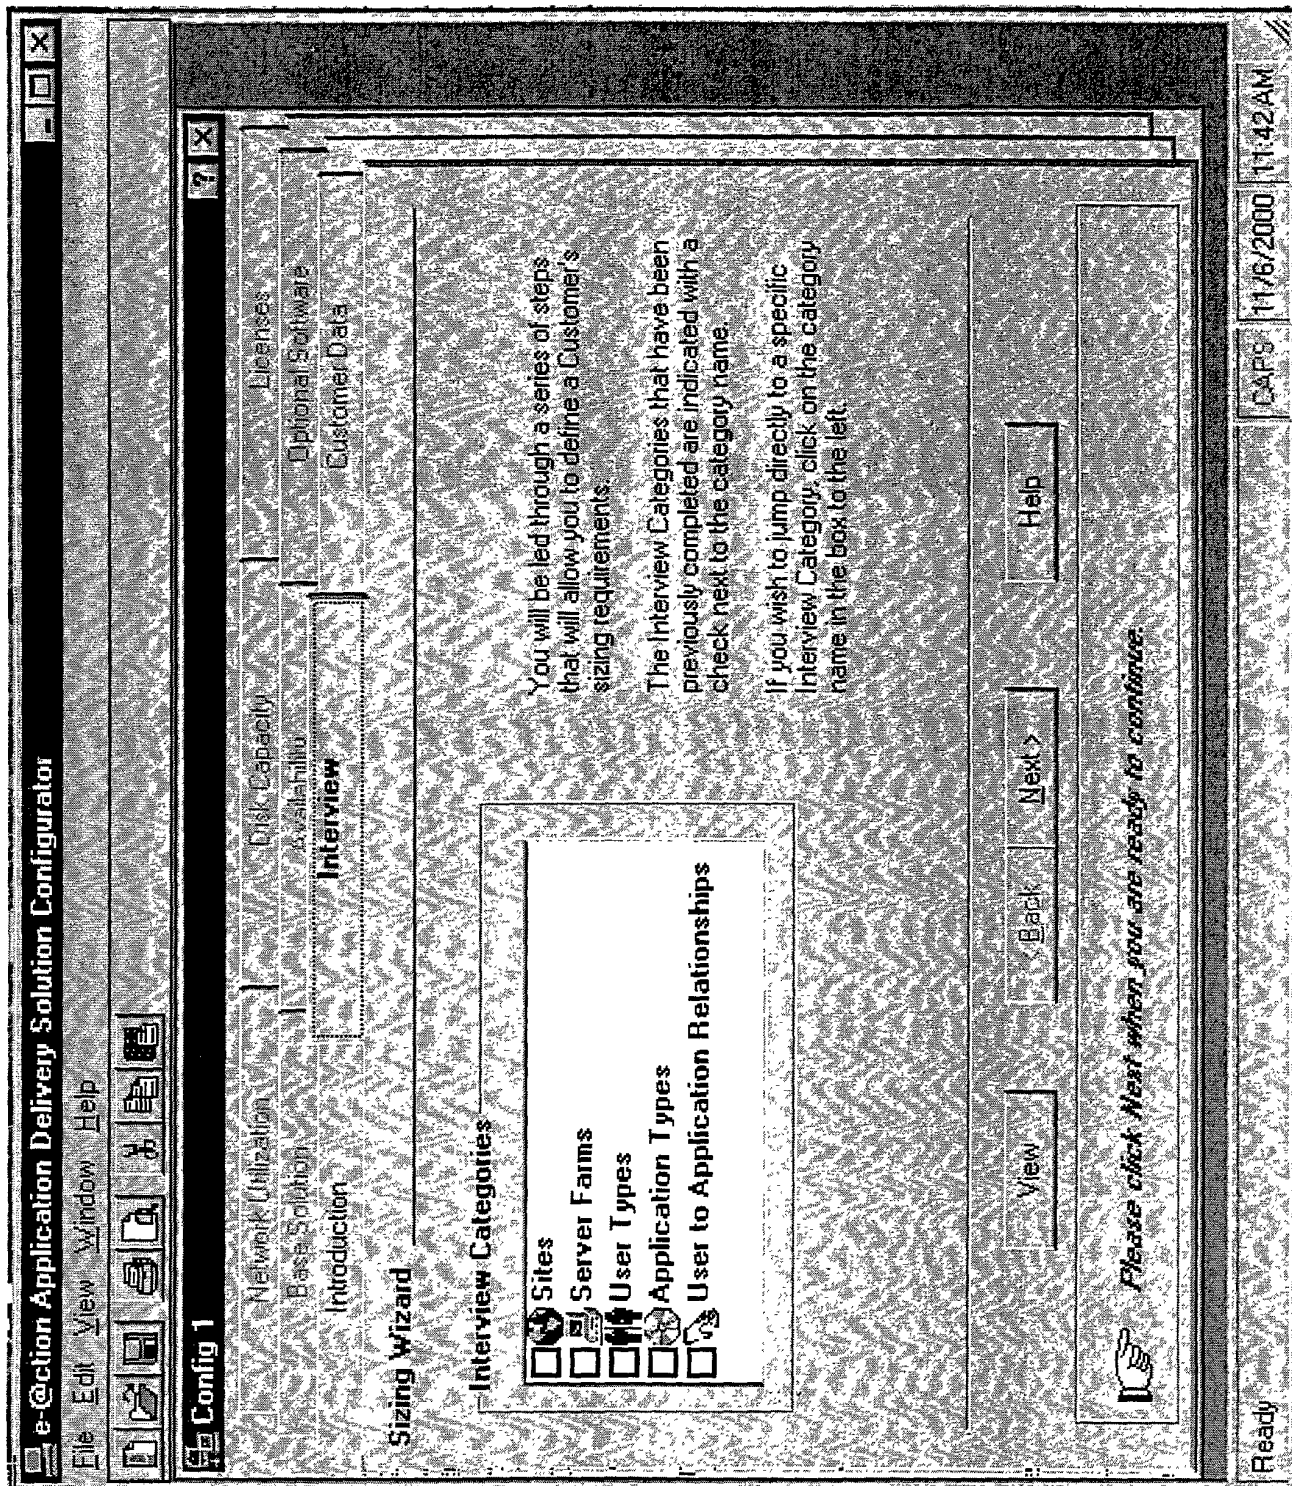 e-@ction Application Delivery Solution Configurator
File Edit View Window Help
Config 1
Network Utilization Disk Capacity Licenses
Base Solution Availability Optional Software
Introduction Interview Customer Data
Sizing Wizard
Interview Categories
Sites
Server Farms
User Types
Application Types
User to Application Relationships
You will be led through a series of steps
that will allow you to define a Customer's
sizing requirements.
The Interview Categories that have been
previously completed are indicated with a
check next to the category name.
If you wish to jump directly to a specific
Interview Category, click on the category
name in the box to the left.
View < Back Next > Help
Please click Next when you are ready to continue.
Ready CAPS 11/6/2000 11:42AM